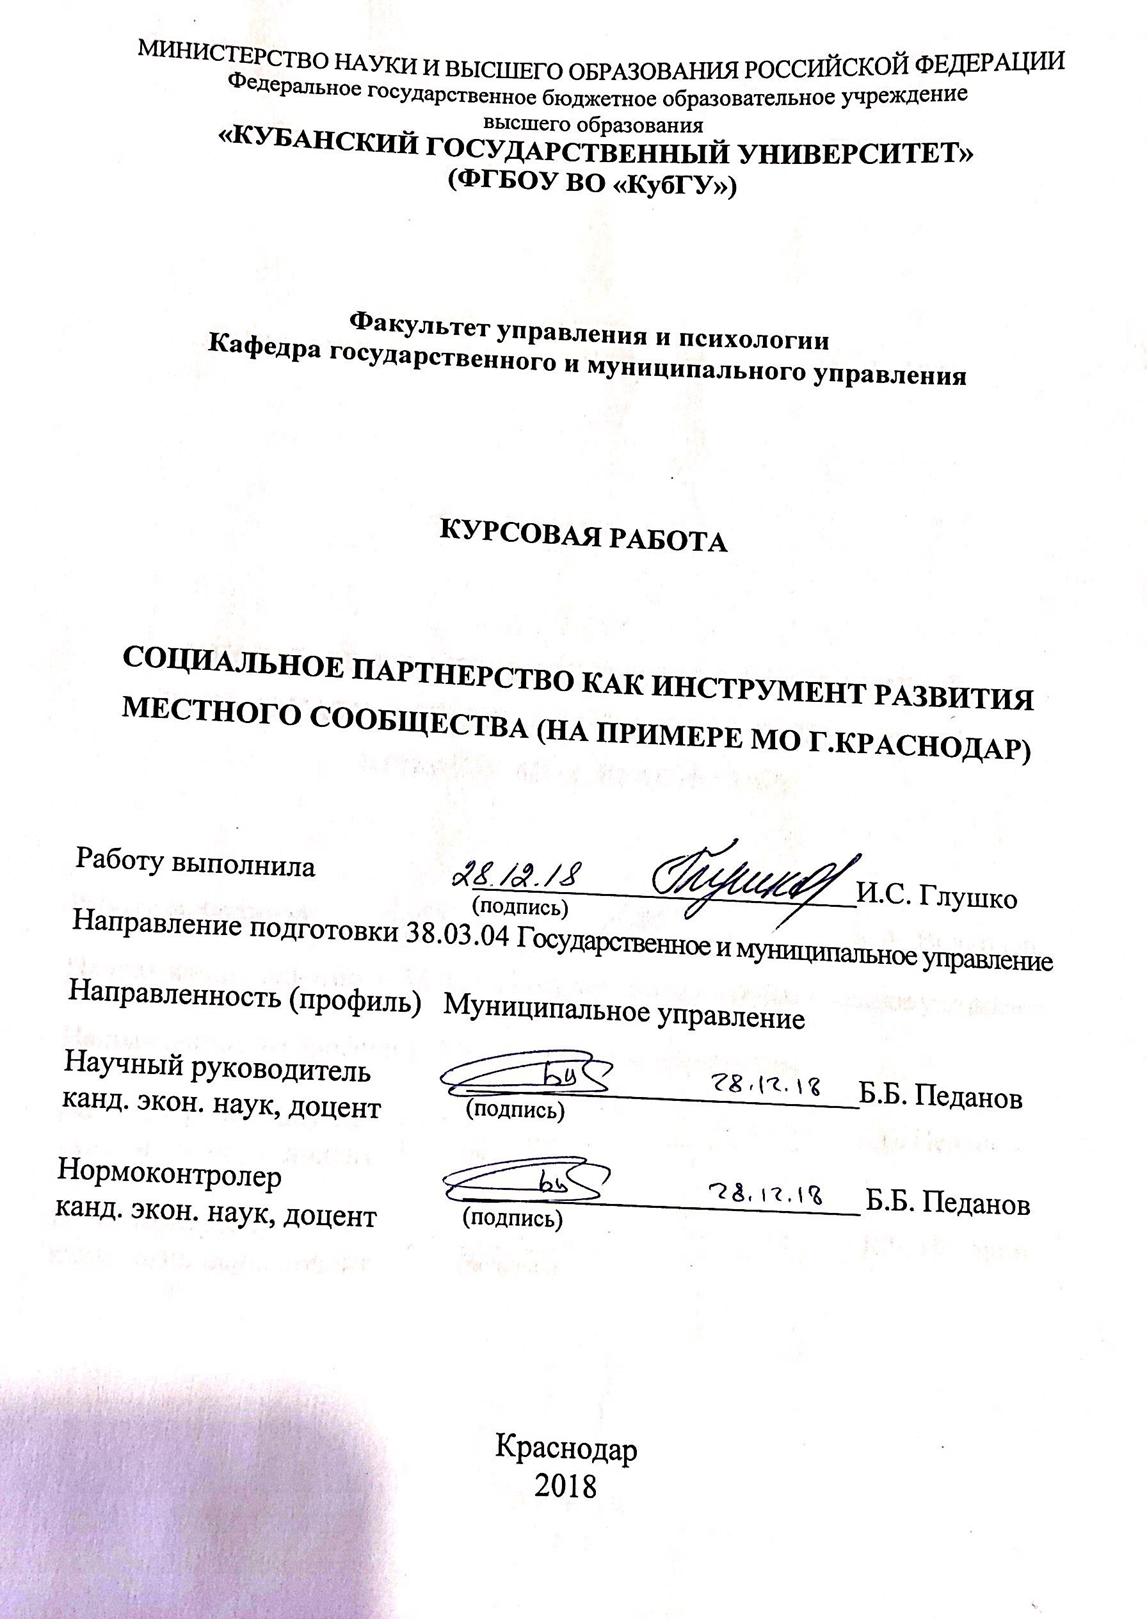 МИНИСТЕРСТВО НАУКИ И ВЫСШЕГО ОБРАЗОВАНИЯ РОССИЙСКОЙ ФЕДЕРАЦИИ
Федеральное государственное бюджетное образовательное учреждение
высшего образования
«КУБАНСКИЙ ГОСУДАРСТВЕННЫЙ УНИВЕРСИТЕТ»
(ФГБОУ ВО «КубГУ»)
Факультет управления и психологии
Кафедра государственного и муниципального управления
КУРСОВАЯ РАБОТА
СОЦИАЛЬНОЕ ПАРТНЕРСТВО КАК ИНСТРУМЕНТ РАЗВИТИЯ
МЕСТНОГО СООБЩЕСТВА (НА ПРИМЕРЕ МО Г.КРАСНОДАР)
Работу выполнила 28.12.18 И.С. Глушко
(подпись)
Направление подготовки 38.03.04 Государственное и муниципальное управление
Направленность (профиль) Муниципальное управление
Научный руководитель
канд. экон. наук, доцент 28.12.18 Б.Б. Педанов
(подпись)
Нормоконтролер
канд. экон. наук, доцент 28.12.18 Б.Б. Педанов
(подпись)
Краснодар
2018